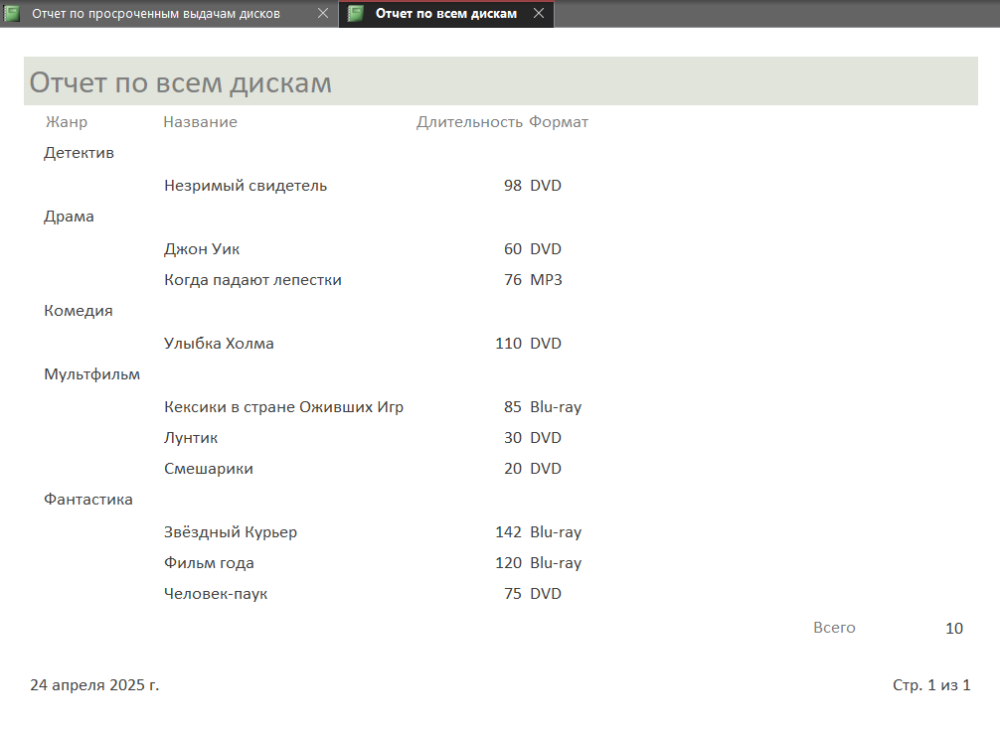 Отчет по просроченным выдачам дисков Отчет по всем дискам
Отчет по всем дискам
Жанр Название Длительность Формат
Детектив
Незримый свидетель 98 DVD
Драма
Джон Уик 60 DVD
Когда падают лепестки 76 MP3
Комедия
Улыбка Холма 110 DVD
Мультфильм
Кексики в стране Оживших Игр 85 Blu-ray
Лунтик 30 DVD
Смешарики 20 DVD
Фантастика
Звёздный Курьер 142 Blu-ray
Фильм года 120 Blu-ray
Человек-паук 75 DVD
Всего 10
24 апреля 2025 г. Стр. 1 из 1